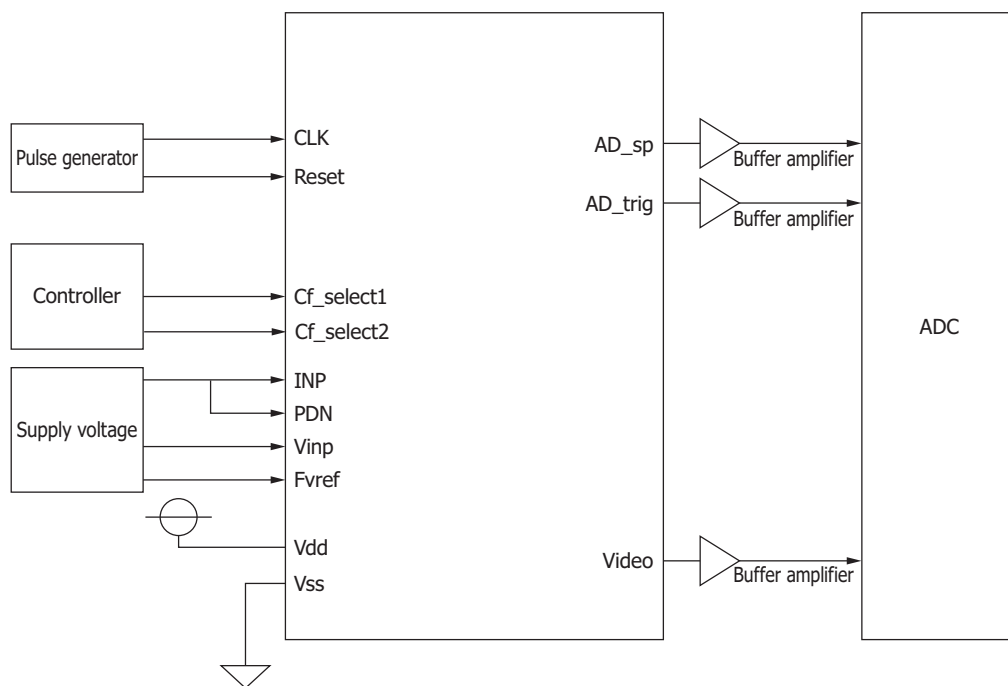 Pulse generator
CLK
Reset
Controller
Cf_select1
Cf_select2
Supply voltage
INP
PDN
Vinp
Fvref
Vdd
Vss
AD_sp
Buffer amplifier
AD_trig
Buffer amplifier
Video
Buffer amplifier
ADC